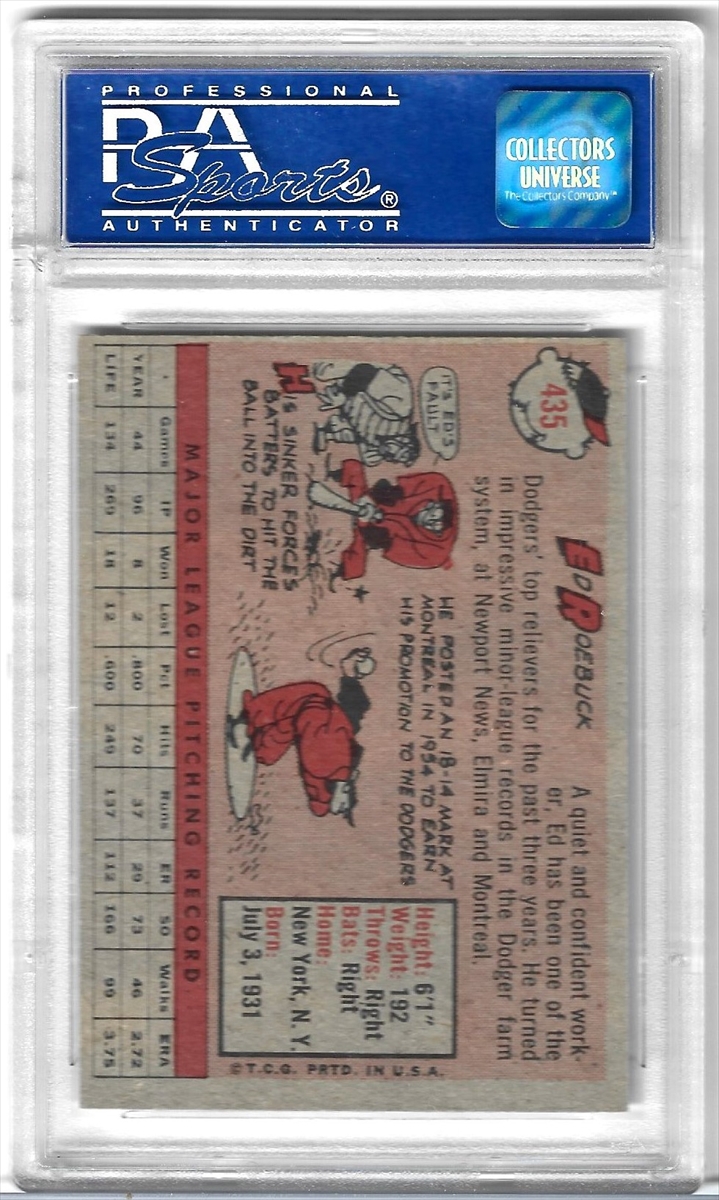 PROFESSIONAL
PSA
Sports®
AUTHENTICATOR
COLLECTORS
UNIVERSE
The Collectors Company™
435
ED ROEBUCK
A quiet and confident work-
er, Ed has been one of the
Dodgers' top relievers for the past three years. He turned
in impressive minor-league records in the Dodger farm
system, at Newport News, Elmira and Montreal.
IT'S ED'S
FAULT
HIS SINKER FORCES
BATTERS TO HIT THE
BALL INTO THE DIRT
HE POSTED AN 18-14 MARK AT
MONTREAL IN 1954 TO EARN
HIS PROMOTION TO THE DODGERS
Height: 6'1"
Weight: 192
Throws: Right
Bats: Right
Home:
New York, N. Y.
Born:
July 3, 1931
©T.C.G. PRTD. IN U.S.A.
MAJOR LEAGUE PITCHING RECORD
Games IP Won Lost Pct Hits Runs ER SO Walks ERA
YEAR 44 96 8 2 .800 70 37 29 73 46 2.72
LIFE 134 269 18 12 .600 249 137 112 166 99 3.75